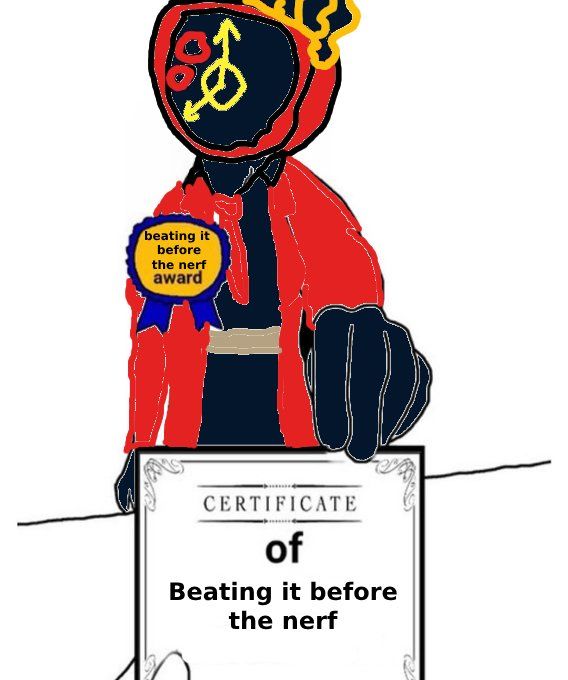 beating it
before
the nerf
award
CERTIFICATE
of
Beating it before
the nerf